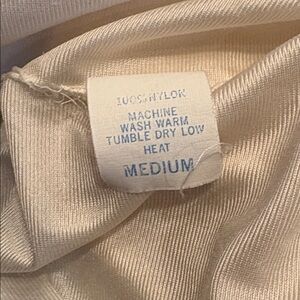 100% NYLON
MACHINE
WASH WARM
TUMBLE DRY LOW
HEAT
MEDIUM